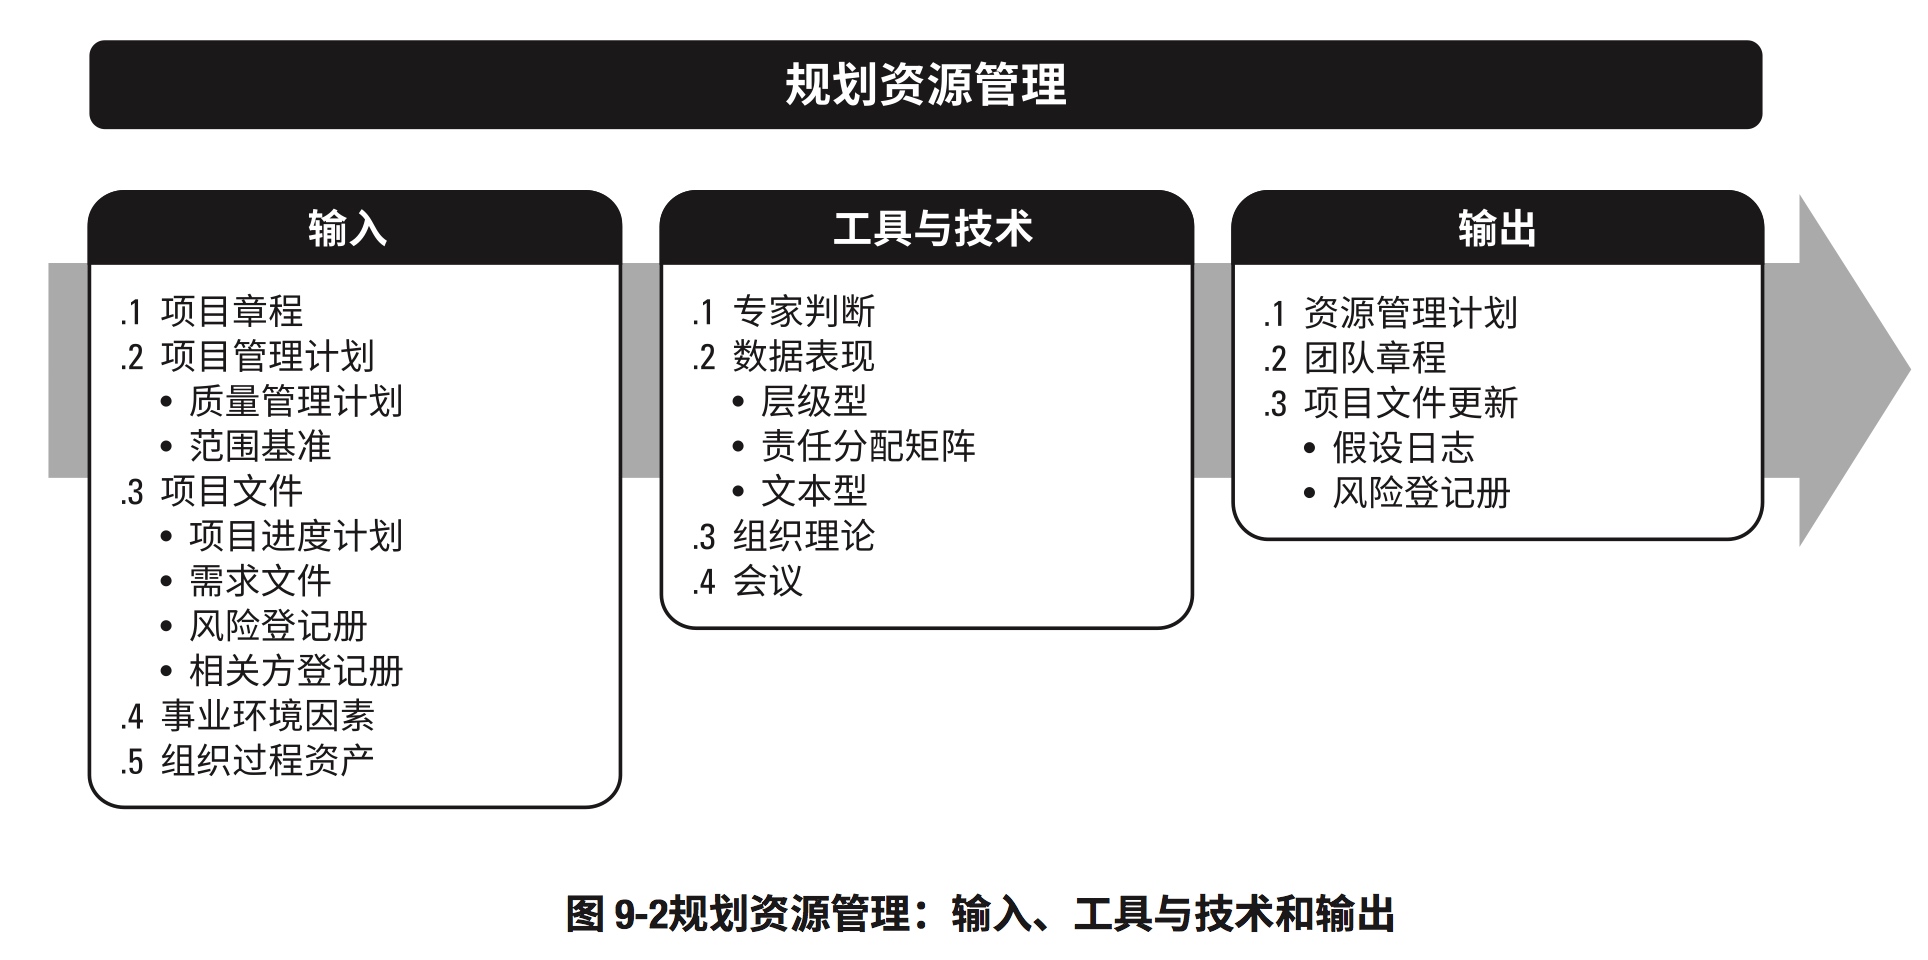 规划资源管理
输入
.1 项目章程
.2 项目管理计划
• 质量管理计划
• 范围基准
.3 项目文件
• 项目进度计划
• 需求文件
• 风险登记册
• 相关方登记册
.4 事业环境因素
.5 组织过程资产
工具与技术
.1 专家判断
.2 数据表现
• 层级型
• 责任分配矩阵
• 文本型
.3 组织理论
.4 会议
输出
.1 资源管理计划
.2 团队章程
.3 项目文件更新
• 假设日志
• 风险登记册
图 9-2规划资源管理：输入、工具与技术和输出